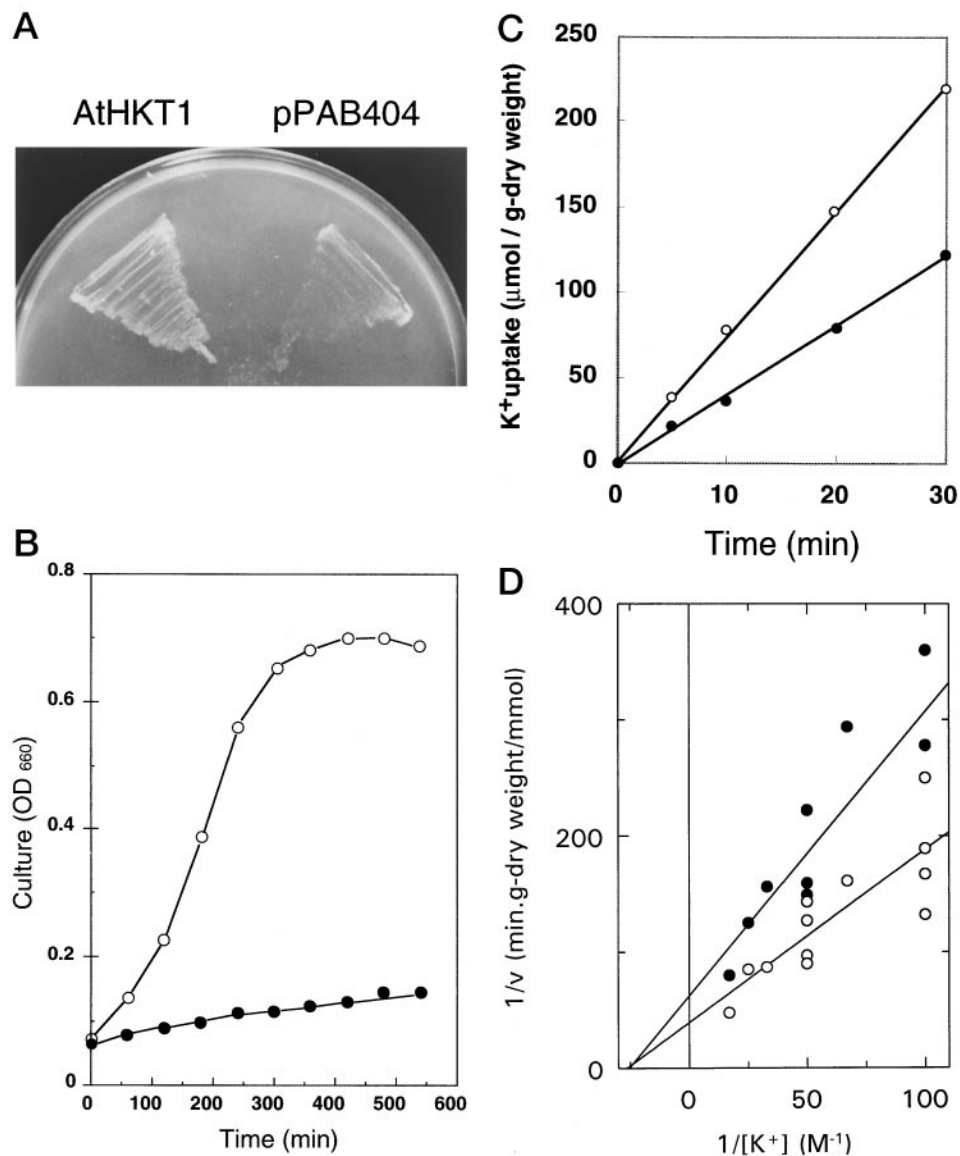 A
AtHKT1 pPAB404
B
Culture (OD 660)
0.8
0.6
0.4
0.2
0
0 100 200 300 400 500 600
Time (min)
C
K+uptake (μmol / g-dry weight)
250
200
150
100
50
0
0 10 20 30
Time (min)
D
1/v (min.g-dry weight/mmol)
400
200
0
0 50 100
1/[K+] (M-1)